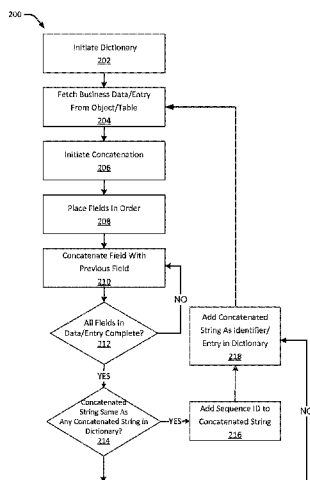 200
Initiate Dictionary
202
Fetch Business Data/Entry
From Object/Table
204
Initiate Concatenation
206
Place Fields In Order
208
Concatenate Field With
Previous Field
210
NO
All Fields In
Data/Entry Complete?
212
Add Concatenated
String As Identifier/
Entry in Dictionary
218
NO
YES
Concatenated
String Same As
Any Concatenated String in
Dictionary?
214
YES
Add Sequence ID to
Concatenated String
216